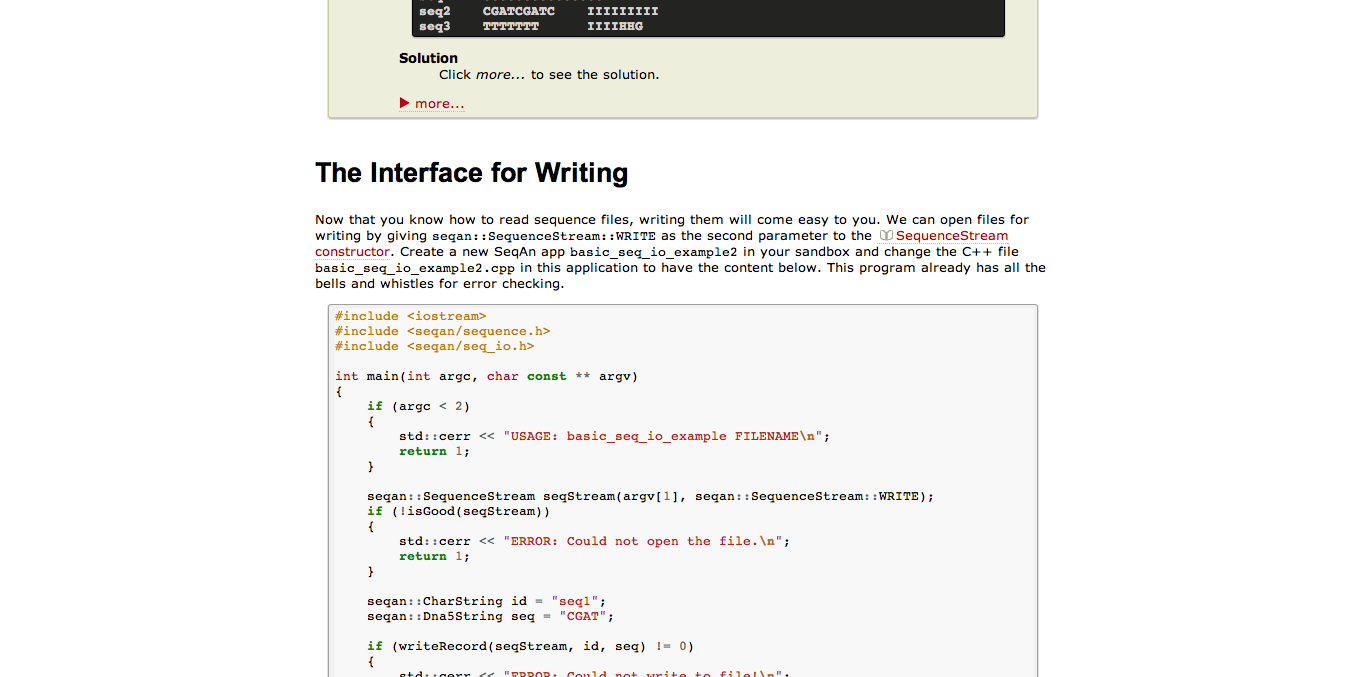 seq2    CGATCGATC    IIIIIIIII
seq3    TTTTTTT      IIIIHHG
Solution
Click more... to see the solution.
▶ more...
The Interface for Writing
Now that you know how to read sequence files, writing them will come easy to you. We can open files for
writing by giving seqan::SequenceStream::WRITE as the second parameter to the SequenceStream
constructor. Create a new SeqAn app basic_seq_io_example2 in your sandbox and change the C++ file
basic_seq_io_example2.cpp in this application to have the content below. This program already has all the
bells and whistles for error checking.
#include <iostream>
#include <seqan/sequence.h>
#include <seqan/seq_io.h>
int main(int argc, char const ** argv)
{
    if (argc < 2)
    {
        std::cerr << "USAGE: basic_seq_io_example FILENAME\n";
        return 1;
    }
    seqan::SequenceStream seqStream(argv[1], seqan::SequenceStream::WRITE);
    if (!isGood(seqStream))
    {
        std::cerr << "ERROR: Could not open the file.\n";
        return 1;
    }
    seqan::CharString id = "seq1";
    seqan::Dna5String seq = "CGAT";
    if (writeRecord(seqStream, id, seq) != 0)
    {
        std::cerr << "ERROR: Could not write to file!\n";